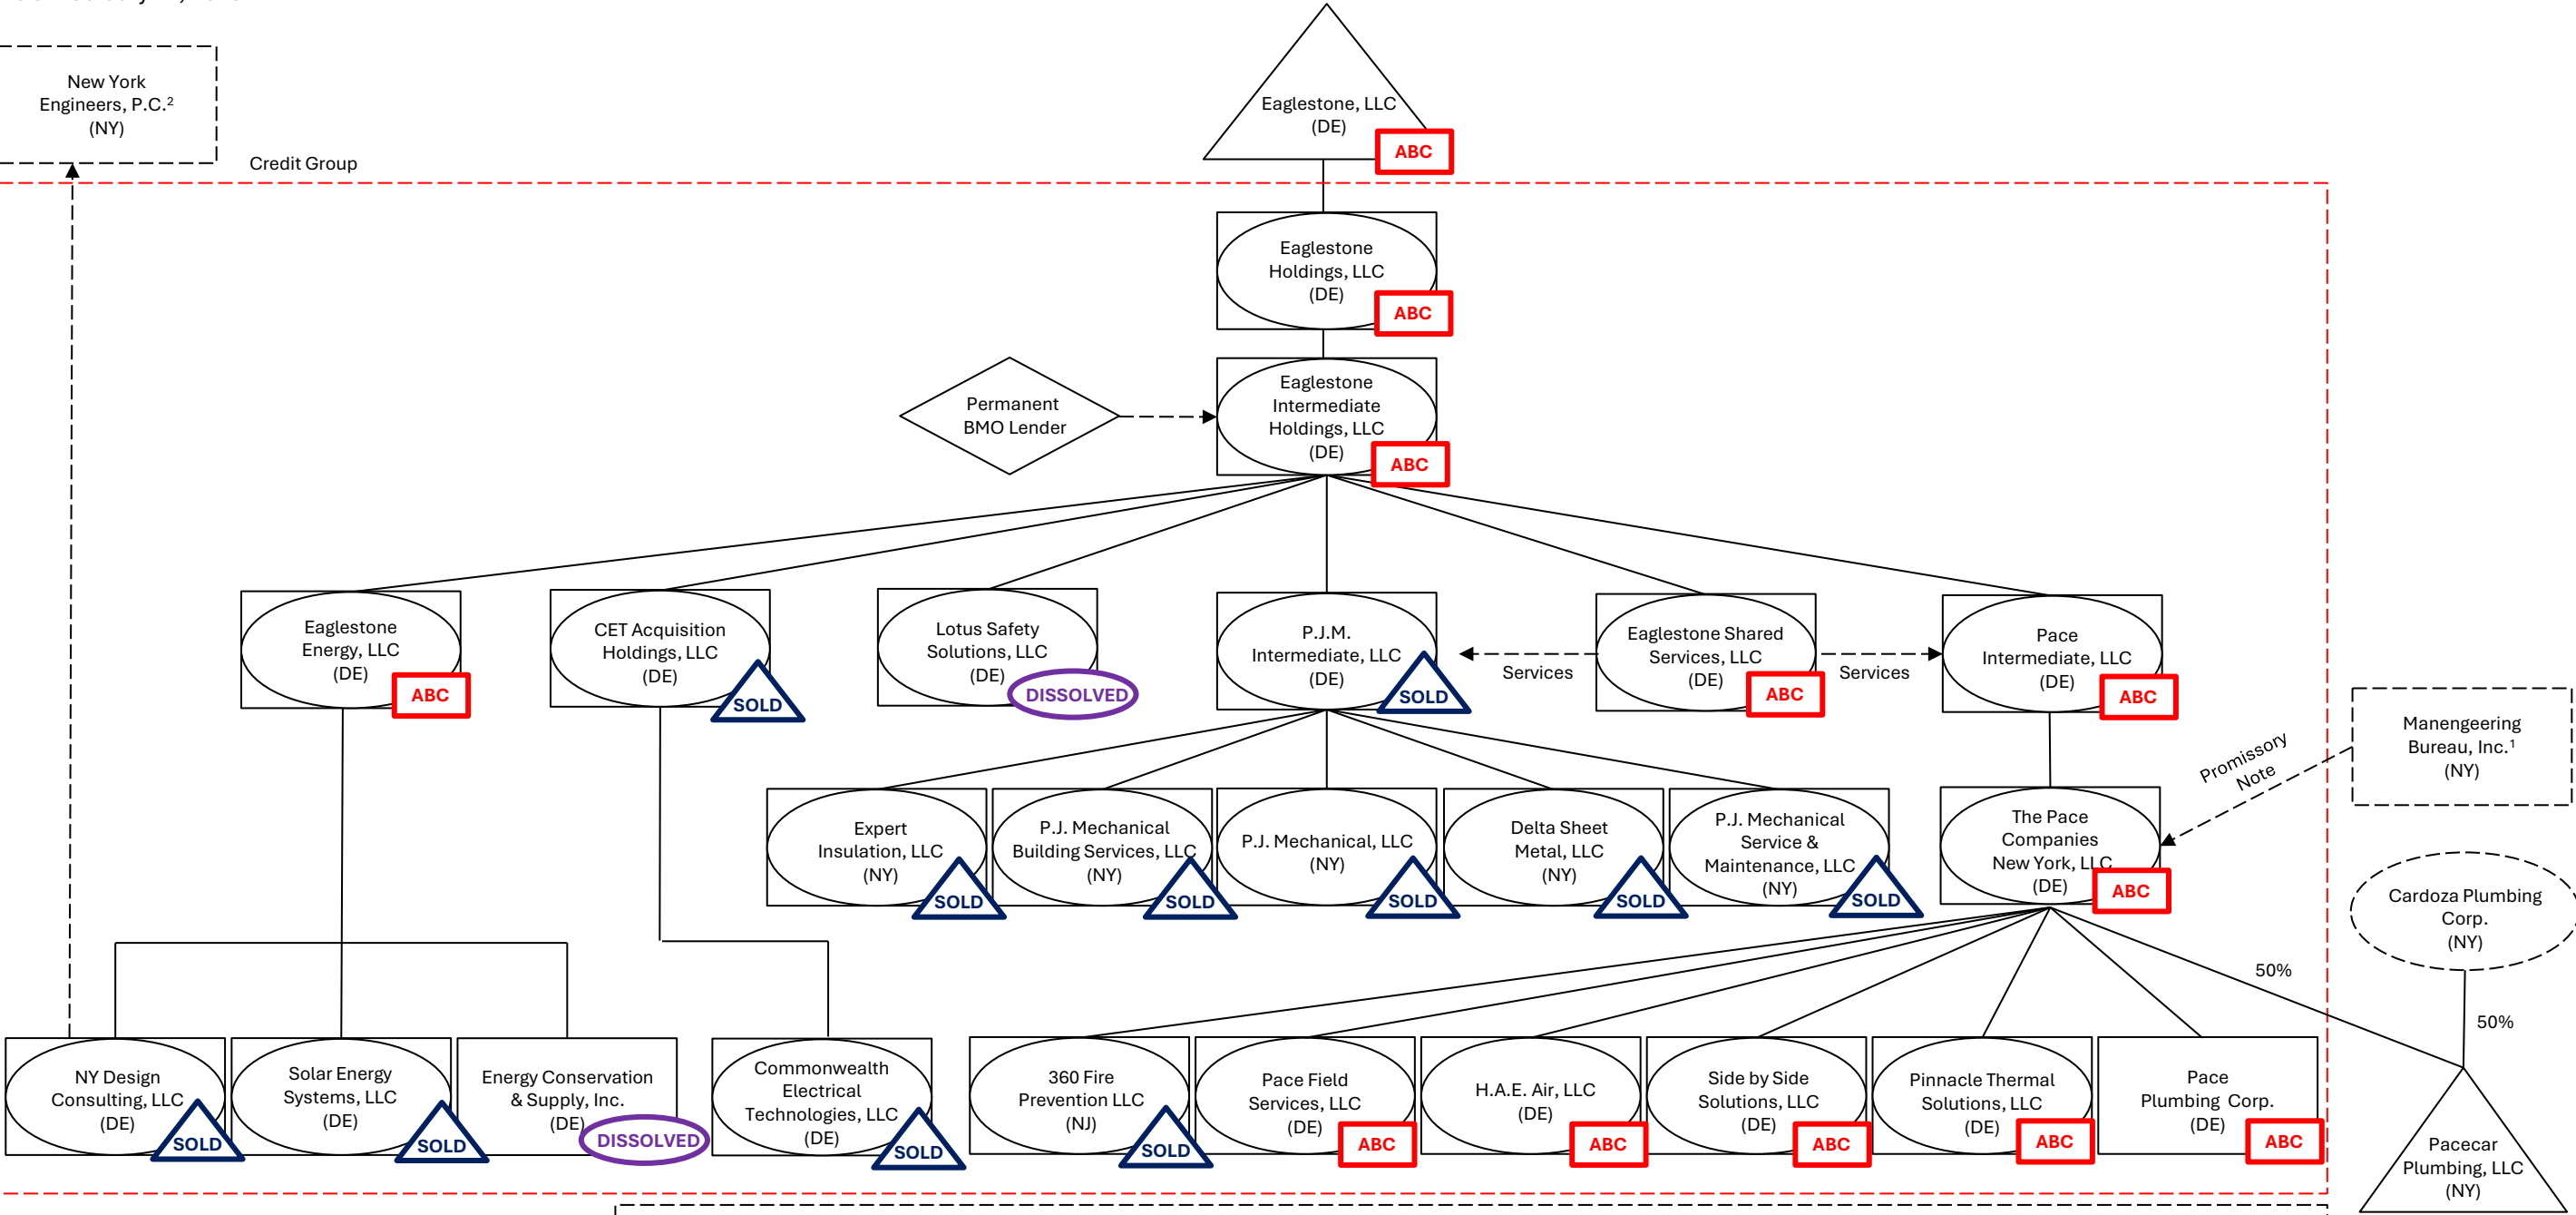 New York
Engineers, P.C.²
(NY)
Credit Group
Eaglestone, LLC
(DE)
ABC
Eaglestone
Holdings, LLC
(DE)
ABC
Permanent
BMO Lender
Eaglestone
Intermediate
Holdings, LLC
(DE)
ABC
Eaglestone
Energy, LLC
(DE)
ABC
CET Acquisition
Holdings, LLC
(DE)
SOLD
Lotus Safety
Solutions, LLC
(DE)
DISSOLVED
P.J.M.
Intermediate, LLC
(DE)
SOLD
Services
Eaglestone Shared
Services, LLC
(DE)
ABC
Services
Pace
Intermediate, LLC
(DE)
ABC
Manengeering
Bureau, Inc.¹
(NY)
Promissory
Note
Expert
Insulation, LLC
(NY)
SOLD
P.J. Mechanical
Building Services, LLC
(NY)
SOLD
P.J. Mechanical, LLC
(NY)
SOLD
Delta Sheet
Metal, LLC
(NY)
SOLD
P.J. Mechanical
Service &
Maintenance, LLC
(NY)
SOLD
The Pace
Companies
New York, LLC
(DE)
ABC
Cardoza Plumbing
Corp.
(NY)
50%
50%
NY Design
Consulting, LLC
(DE)
SOLD
Solar Energy
Systems, LLC
(DE)
SOLD
Energy Conservation
& Supply, Inc.
(DE)
DISSOLVED
Commonwealth
Electrical
Technologies, LLC
(DE)
SOLD
360 Fire
Prevention LLC
(NJ)
SOLD
Pace Field
Services, LLC
(DE)
ABC
H.A.E. Air, LLC
(DE)
ABC
Side by Side
Solutions, LLC
(DE)
ABC
Pinnacle Thermal
Solutions, LLC
(DE)
ABC
Pace
Plumbing Corp.
(DE)
ABC
Pacecar
Plumbing, LLC
(NY)